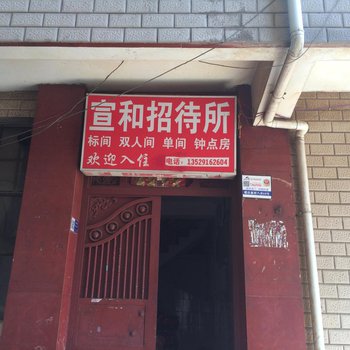 宣和招待所
标间 双人间 单间 钟点房
欢迎入住 电话:13529162604